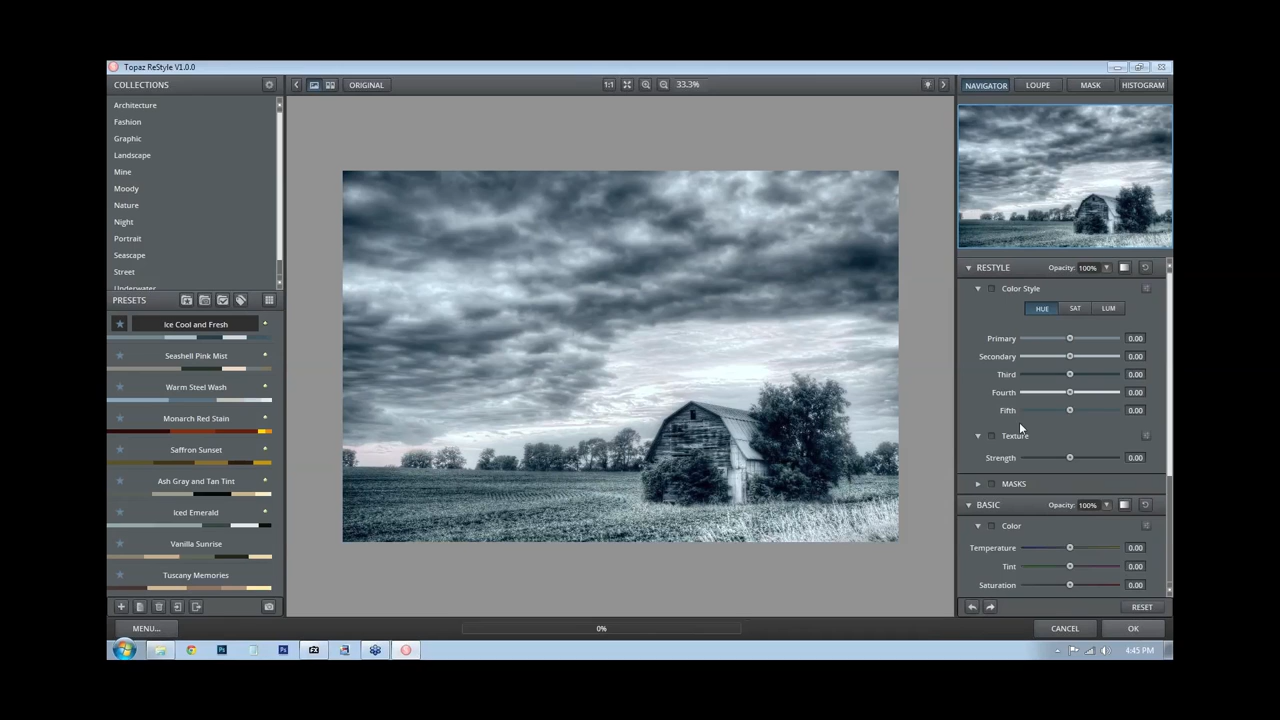 Topaz ReStyle V1.0.0
COLLECTIONS
ORIGINAL
1:1
33.3%
NAVIGATOR
LOUPE
MASK
HISTOGRAM
Architecture
Fashion
Graphic
Landscape
Mine
Moody
Nature
Night
Portrait
Seascape
Street
Underwater
PRESETS
Ice Cool and Fresh
Seashell Pink Mist
Warm Steel Wash
Monarch Red Stain
Saffron Sunset
Ash Gray and Tan Tint
Iced Emerald
Vanilla Sunrise
Tuscany Memories
RESTYLE Opacity: 100%
Color Style
HUE SAT LUM
Primary 0.00
Secondary 0.00
Third 0.00
Fourth 0.00
Fifth 0.00
Texture
Strength 0.00
MASKS
BASIC Opacity: 100%
Color
Temperature 0.00
Tint 0.00
Saturation 0.00
RESET
MENU...
0%
CANCEL
OK
Ps
Ps
FX
4:45 PM